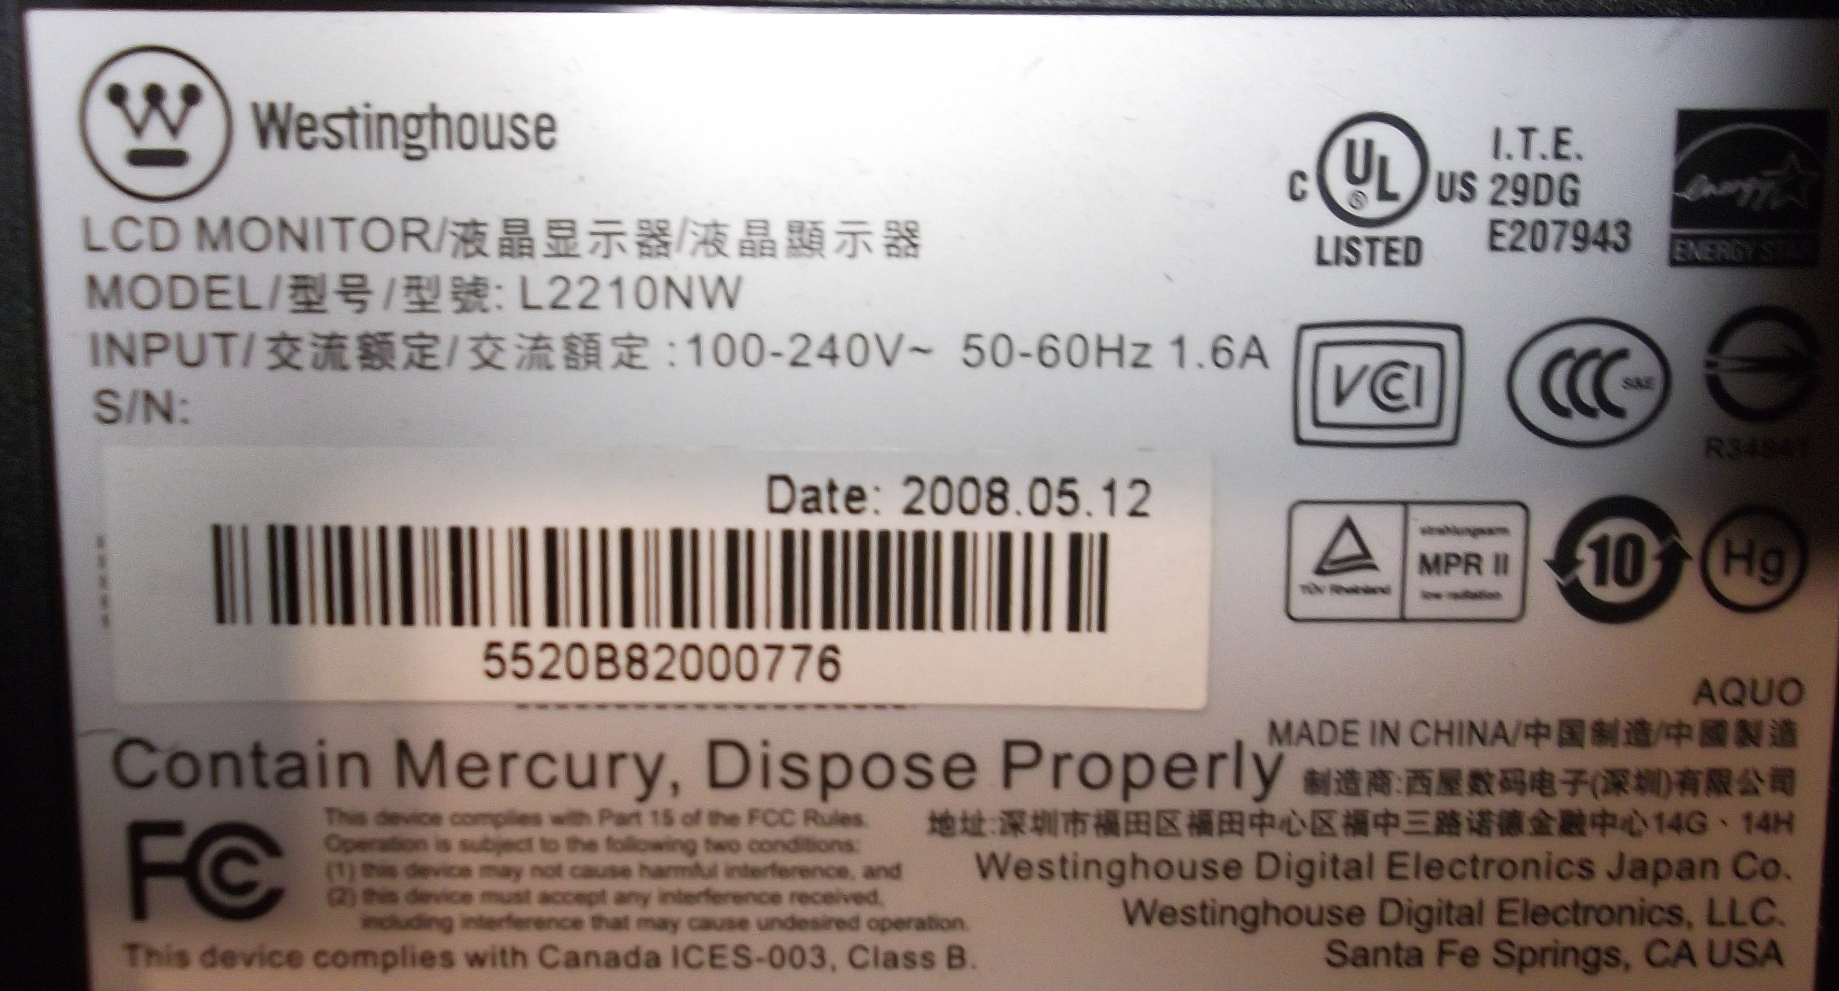 Westinghouse
LCD MONITOR/液晶显示器/液晶顯示器
MODEL/型号/型號: L2210NW
INPUT/交流额定/交流額定:100-240V~ 50-60Hz 1.6A
S/N:
Date: 2008.05.12
5520B82000776
C UL ® US
LISTED
I.T.E.
29DG
E207943
energy
ENERGY STAR
VCCI
CCC S&E
R34841
TÜV Rheinland
strahlungsarm
MPR II
low radiation
10
Hg
AQUO
Contain Mercury, Dispose Properly
MADE IN CHINA/中国制造/中國製造
制造商:西屋数码电子(深圳)有限公司
地址:深圳市福田区福田中心区福中三路诺德金融中心14G、14H
Westinghouse Digital Electronics Japan Co.
Westinghouse Digital Electronics, LLC.
Santa Fe Springs, CA USA
FC
This device complies with Part 15 of the FCC Rules.
Operation is subject to the following two conditions:
(1) this device may not cause harmful interference, and
(2) this device must accept any interference received,
including interference that may cause undesired operation.
This device complies with Canada ICES-003, Class B.